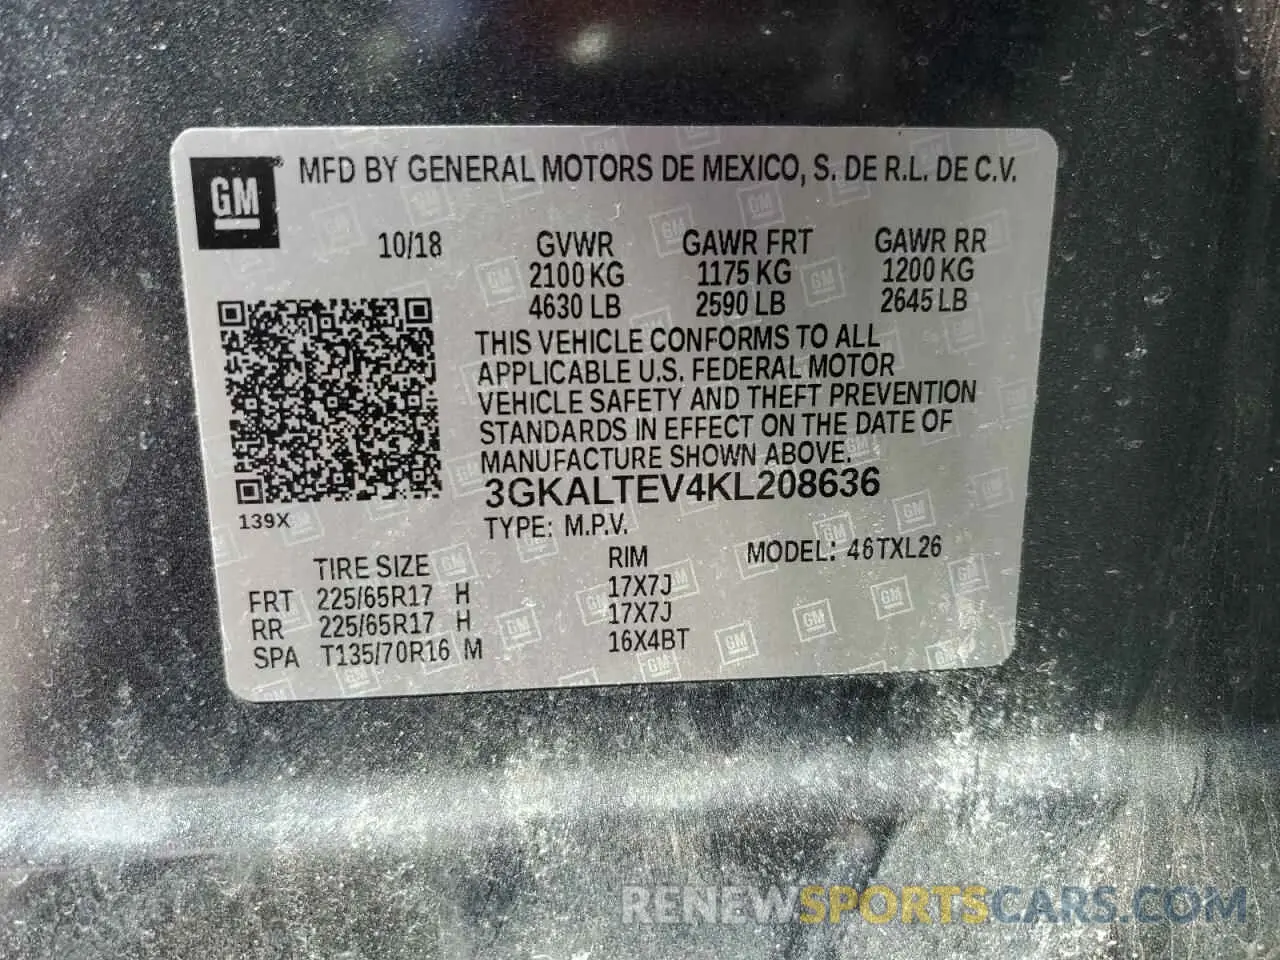 GM
MFD BY GENERAL MOTORS DE MEXICO, S. DE R.L. DE C.V.
10/18 GVWR GAWR FRT GAWR RR
2100 KG 1175 KG 1200 KG
4630 LB 2590 LB 2645 LB
THIS VEHICLE CONFORMS TO ALL
APPLICABLE U.S. FEDERAL MOTOR
VEHICLE SAFETY AND THEFT PREVENTION
STANDARDS IN EFFECT ON THE DATE OF
MANUFACTURE SHOWN ABOVE.
3GKALTEV4KL208636
139X
TYPE: M.P.V.
TIRE SIZE RIM MODEL: 46TXL26
FRT 225/65R17 H 17X7J
RR 225/65R17 H 17X7J
SPA T135/70R16 M 16X4BT
RENEWSPORTSCARS.COM